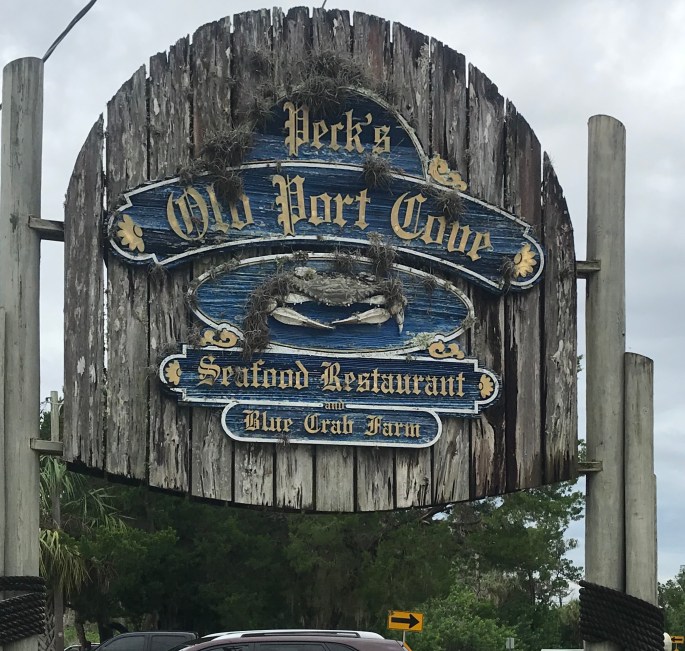 Peck's
Old Port Cove
Seafood Restaurant
and
Blue Crab Farm